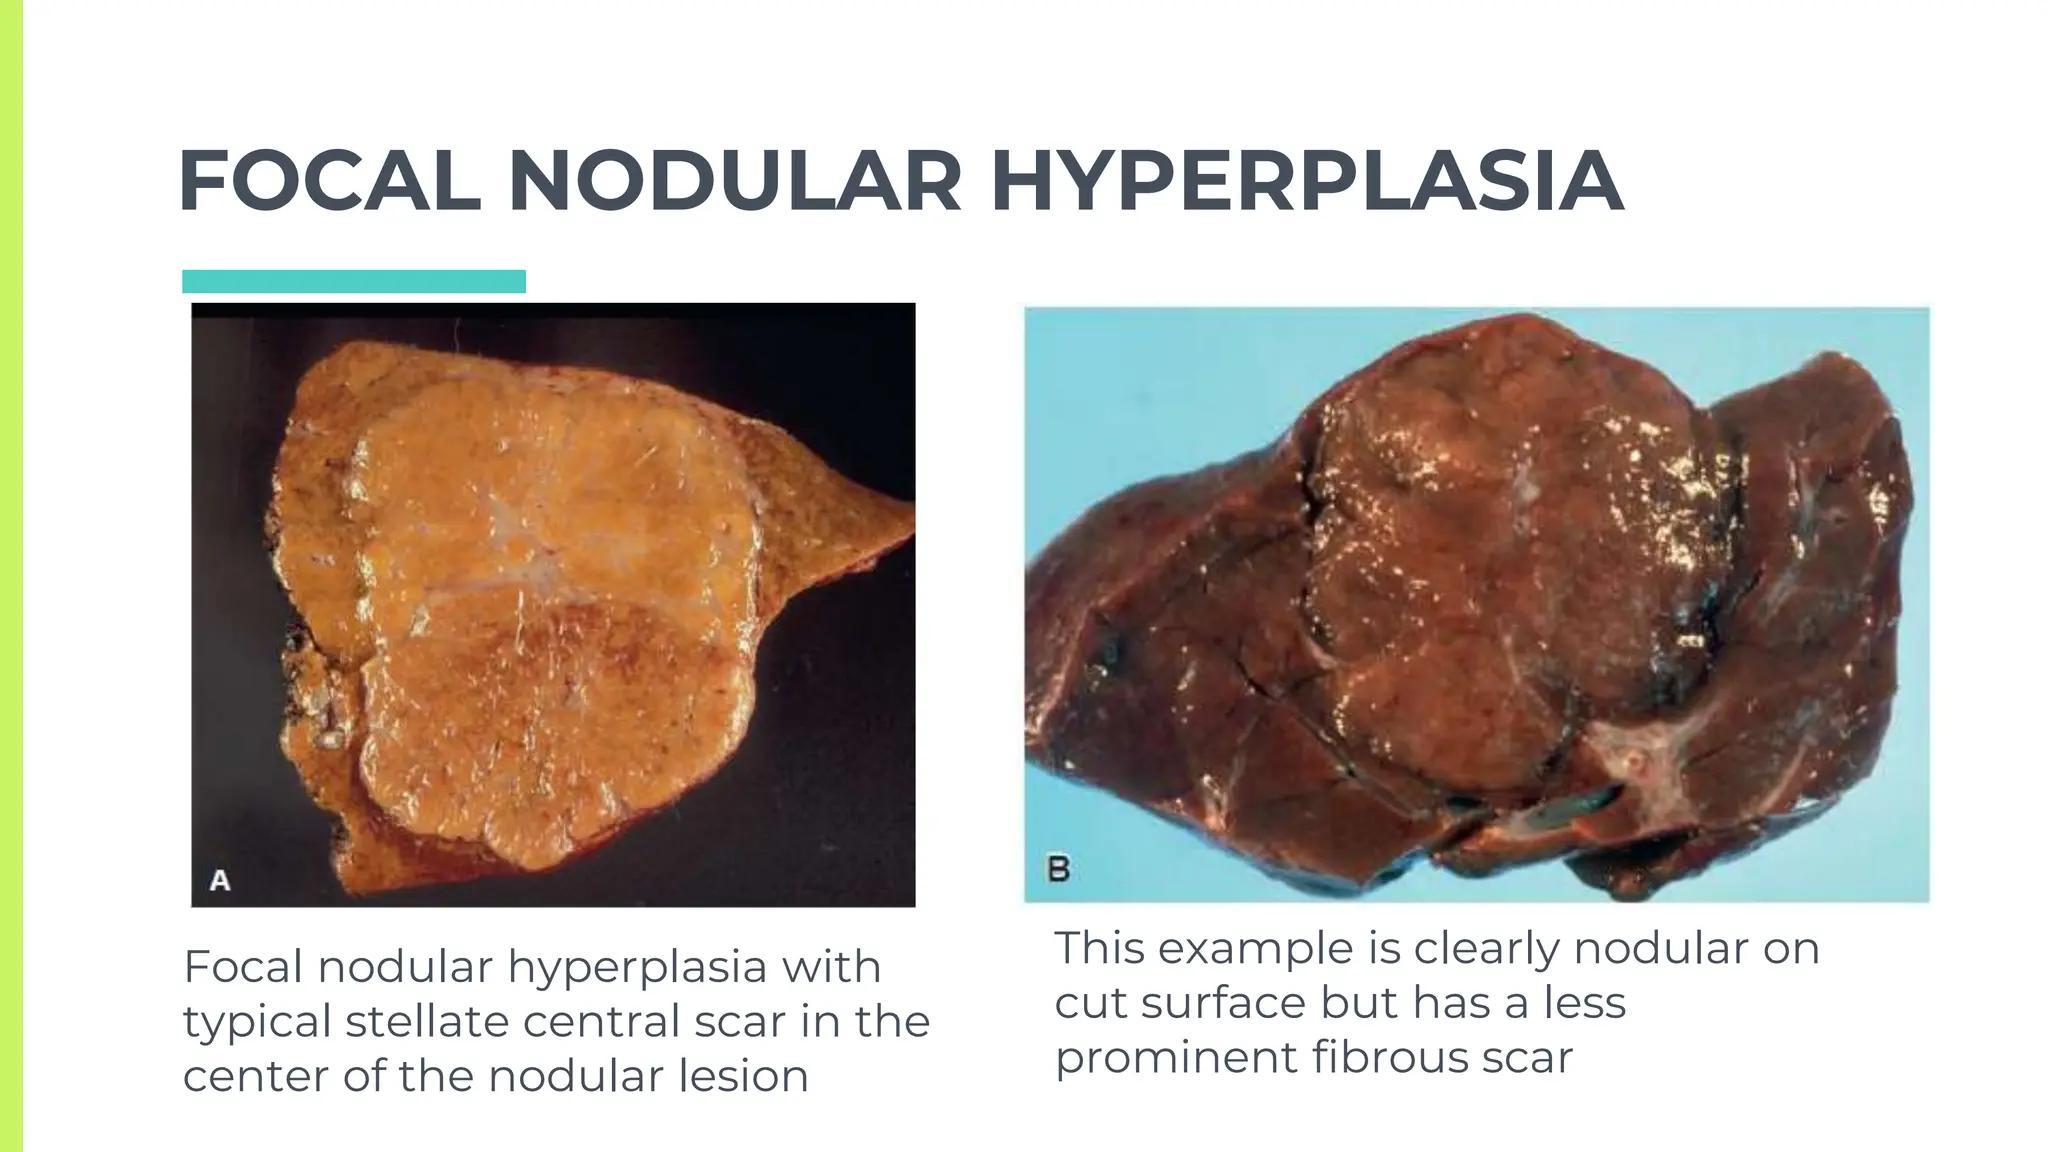 FOCAL NODULAR HYPERPLASIA
A
B
Focal nodular hyperplasia with
typical stellate central scar in the
center of the nodular lesion
This example is clearly nodular on
cut surface but has a less
prominent fibrous scar